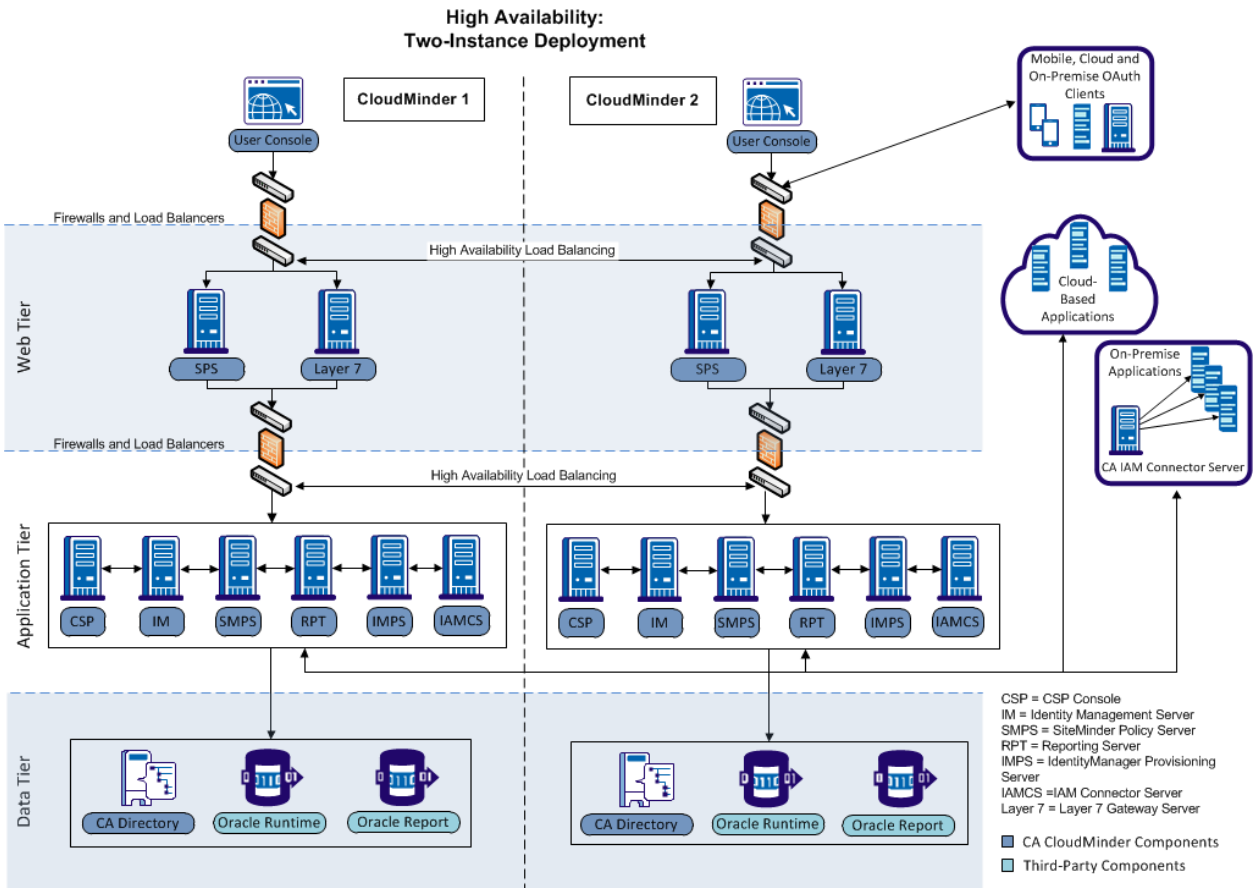 High Availability:
Two-Instance Deployment
CloudMinder 1
CloudMinder 2
User Console
User Console
Mobile, Cloud and
On-Premise OAuth
Clients
Firewalls and Load Balancers
High Availability Load Balancing
Web Tier
SPS
Layer 7
SPS
Layer 7
Cloud-
Based
Applications
On-Premise
Applications
CA IAM Connector Server
Firewalls and Load Balancers
High Availability Load Balancing
Application Tier
CSP
IM
SMPS
RPT
IMPS
IAMCS
CSP
IM
SMPS
RPT
IMPS
IAMCS
Data Tier
CA Directory
Oracle Runtime
Oracle Report
CA Directory
Oracle Runtime
Oracle Report
CSP = CSP Console
IM = Identity Management Server
SMPS = SiteMinder Policy Server
RPT = Reporting Server
IMPS = IdentityManager Provisioning
Server
IAMCS =IAM Connector Server
Layer 7 = Layer 7 Gateway Server
CA CloudMinder Components
Third-Party Components